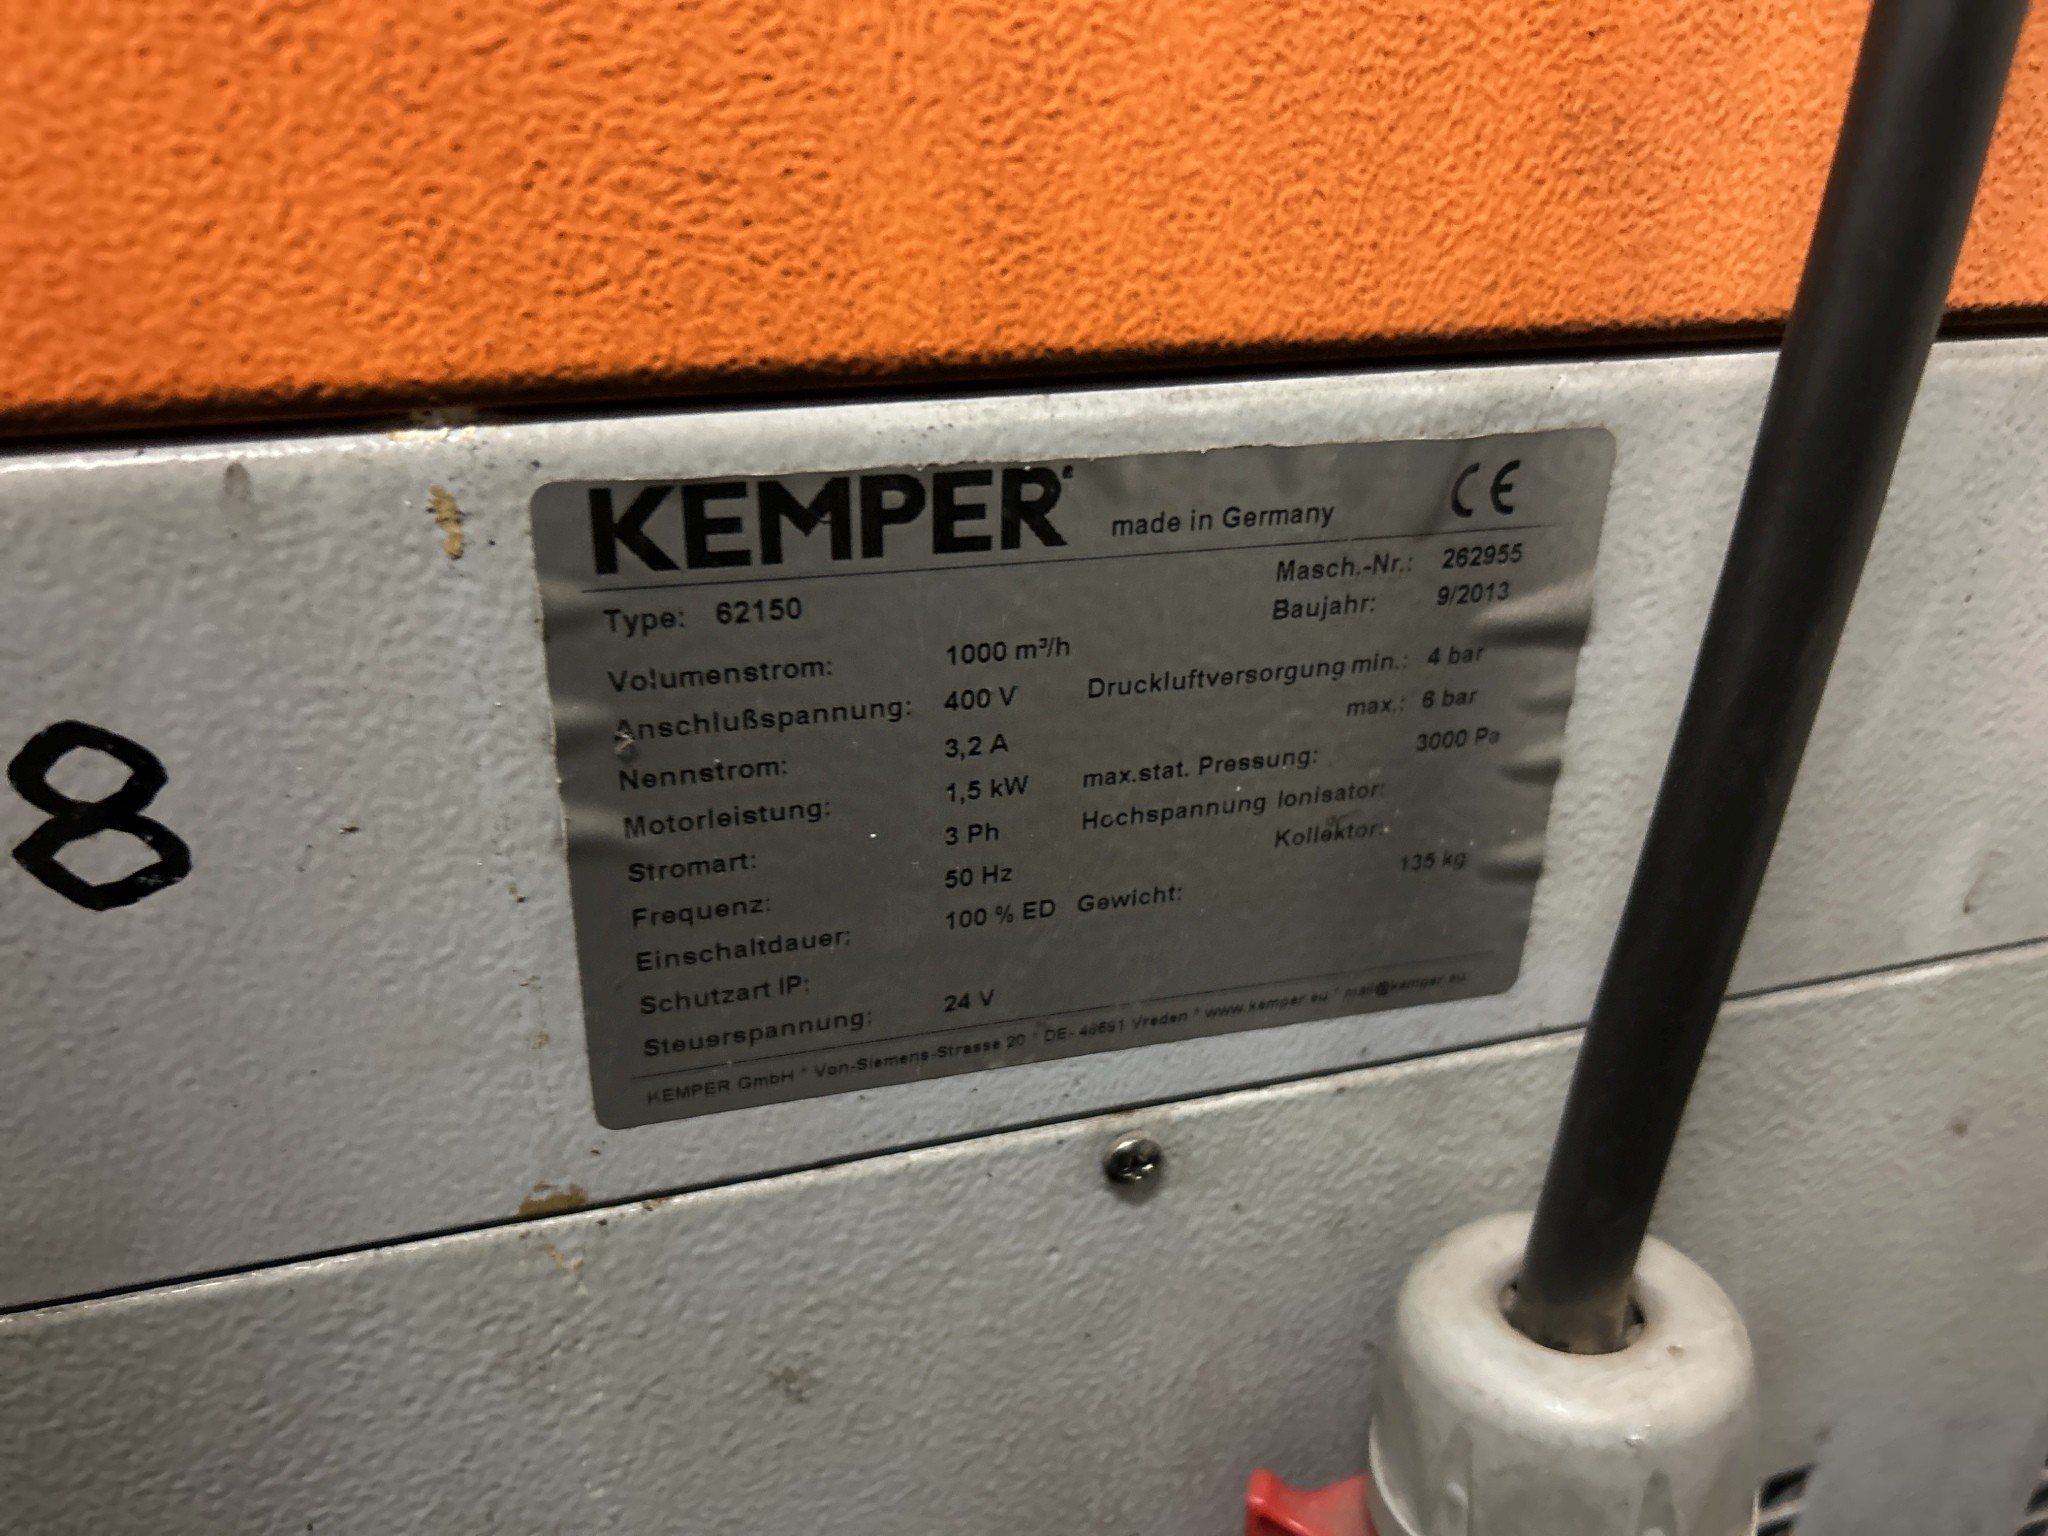 KEMPER
made in Germany
CE
Type: 62150
Masch.-Nr.: 262955
Baujahr: 9/2013
Volumenstrom: 1000 m³/h
Anschlußspannung: 400 V
Druckluftversorgung min.: 4 bar
max.: 6 bar
Nennstrom: 3,2 A
Motorleistung: 1,5 kW
max.stat. Pressung: 3000 Pa
Stromart: 3 Ph
Hochspannung Ionisator:
Kollektor:
Frequenz: 50 Hz
Einschaltdauer: 100 % ED
Gewicht: 135 kg
Schutzart IP:
Steuerspannung: 24 V
KEMPER GmbH * Von-Siemens-Strasse 20 * DE- 48691 Vreden * www.kemper.eu * mail@kemper.eu
8